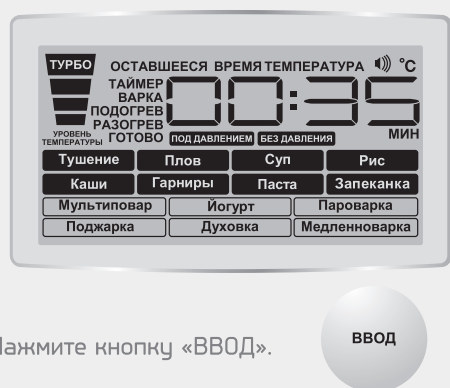 ТУРБО ОСТАВШЕЕСЯ ВРЕМЯ ТЕМПЕРАТУРА °C
ТАЙМЕР
ВАРКА
ПОДОГРЕВ
РАЗОГРЕВ
ГОТОВО
00:35
МИН
УРОВЕНЬ
ТЕМПЕРАТУРЫ
ПОД ДАВЛЕНИЕМ БЕЗ ДАВЛЕНИЯ
Тушение Плов Суп Рис
Каши Гарниры Паста Запеканка
Мультиповар Йогурт Пароварка
Поджарка Духовка Медленноварка
Нажмите кнопку «ВВОД».
ВВОД